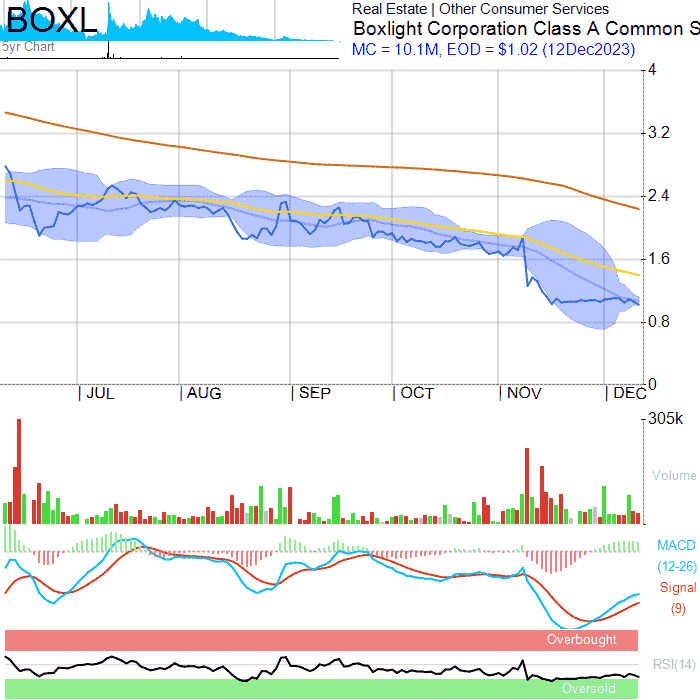 BOXL
5yr Chart
Real Estate | Other Consumer Services
Boxlight Corporation Class A Common S
MC = 10.1M, EOD = $1.02 (12Dec2023)
4
3.2
2.4
1.6
0.8
0
| JUL | AUG | SEP | OCT | NOV | DEC
305k
Volume
MACD
(12-26)
Signal
(9)
Overbought
RSI(14)
Oversold